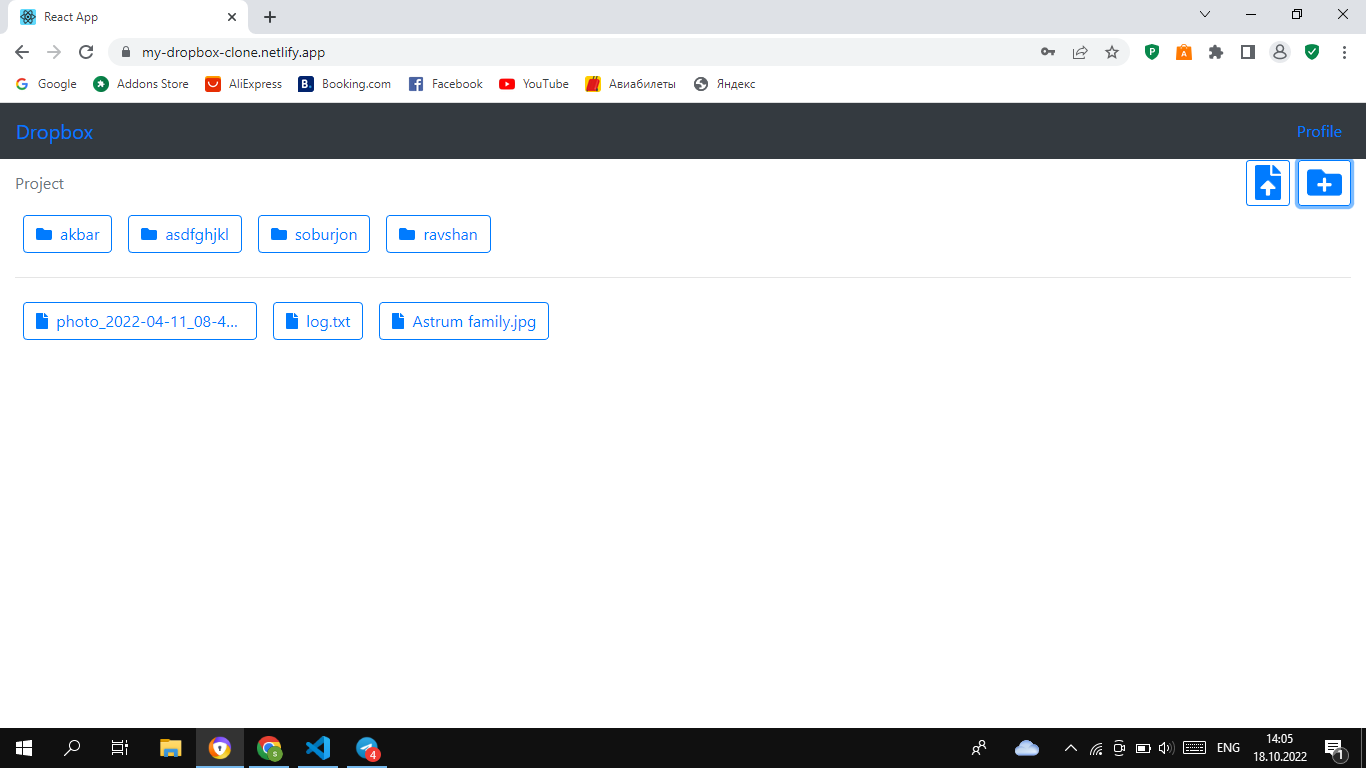 React App
my-dropbox-clone.netlify.app
Google Addons Store AliExpress B. Booking.com Facebook YouTube Авиабилеты Яндекс
Dropbox Profile
Project
akbar asdfghjkl soburjon ravshan
photo_2022-04-11_08-4... log.txt Astrum family.jpg
4 ENG 14:05 1
18.10.2022